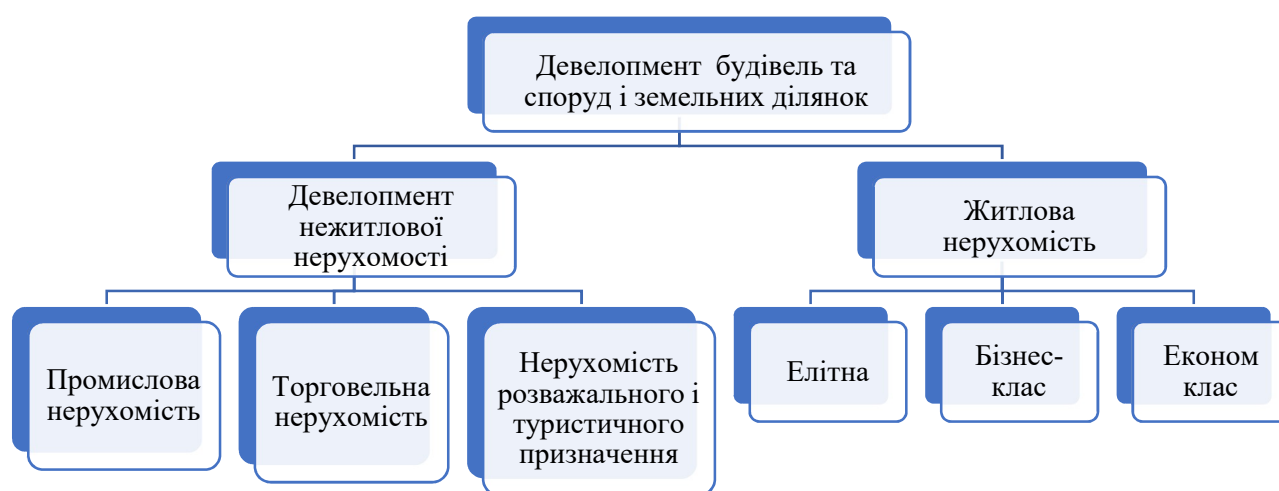 Девелопмент будівель та
споруд і земельних ділянок
Девелопмент
нежитлової
нерухомості
Житлова
нерухомість
Промислова
нерухомість
Торговельна
нерухомість
Нерухомість
розважального і
туристичного
призначення
Елітна
Бізнес-
клас
Економ
клас